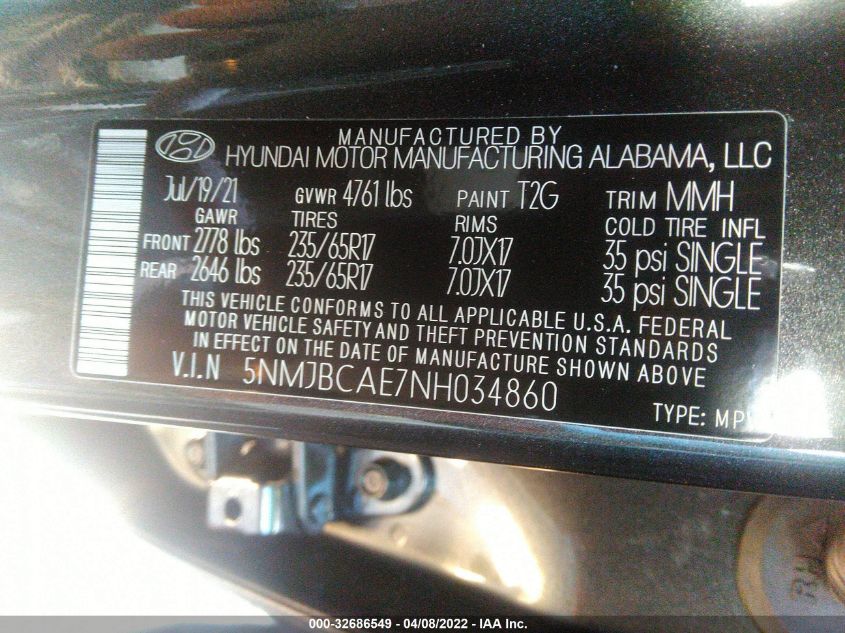 MANUFACTURED BY
HYUNDAI MOTOR MANUFACTURING ALABAMA, LLC
Jul/19/21 GVWR 4761 lbs PAINT T2G TRIM MMH
GAWR TIRES RIMS COLD TIRE INFL
FRONT 2778 lbs 235/65R17 7.0JX17 35 psi SINGLE
REAR 2646 lbs 235/65R17 7.0JX17 35 psi SINGLE
THIS VEHICLE CONFORMS TO ALL APPLICABLE U.S.A. FEDERAL
MOTOR VEHICLE SAFETY AND THEFT PREVENTION STANDARDS
IN EFFECT ON THE DATE OF MANUFACTURE SHOWN ABOVE
V.I.N 5NMJBCAE7NH034860
TYPE: MPV
000-32686549 - 04/08/2022 - IAA Inc.